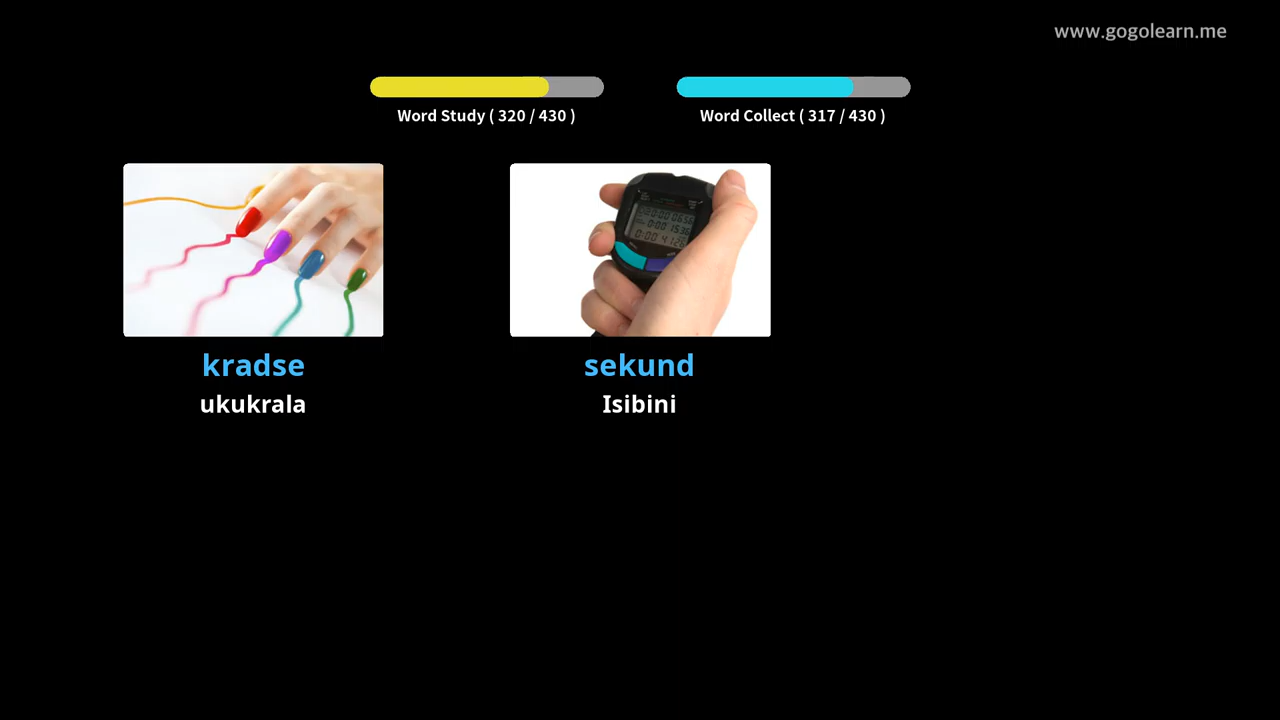 www.gogolearn.me
Word Study ( 320 / 430 )
Word Collect ( 317 / 430 )
kradse
ukukrala
sekund
Isibini